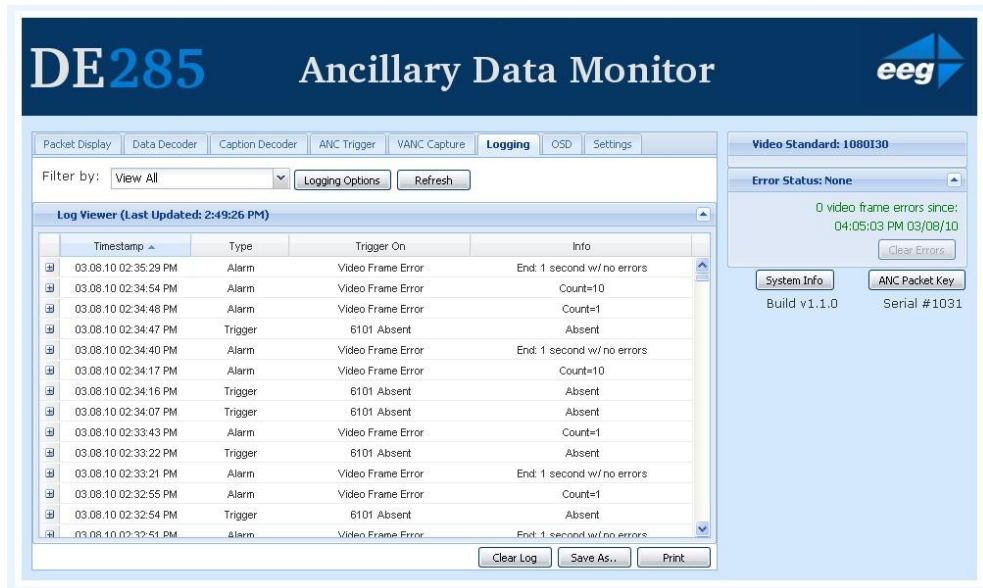 DE285 Ancillary Data Monitor eeg
Packet Display Data Decoder Caption Decoder ANC Trigger VANC Capture Logging OSD Settings
Filter by: View All Logging Options Refresh
Log Viewer (Last Updated: 2:49:26 PM)
Timestamp Type Trigger On Info
03.08.10 02:35:29 PM Alarm Video Frame Error End: 1 second w/ no errors
03.08.10 02:34:54 PM Alarm Video Frame Error Count=10
03.08.10 02:34:48 PM Alarm Video Frame Error Count=1
03.08.10 02:34:47 PM Trigger 6101 Absent Absent
03.08.10 02:34:40 PM Alarm Video Frame Error End: 1 second w/ no errors
03.08.10 02:34:17 PM Alarm Video Frame Error Count=10
03.08.10 02:34:16 PM Trigger 6101 Absent Absent
03.08.10 02:34:07 PM Trigger 6101 Absent Absent
03.08.10 02:33:43 PM Alarm Video Frame Error Count=1
03.08.10 02:33:22 PM Trigger 6101 Absent Absent
03.08.10 02:33:21 PM Alarm Video Frame Error End: 1 second w/ no errors
03.08.10 02:32:55 PM Alarm Video Frame Error Count=1
03.08.10 02:32:54 PM Trigger 6101 Absent Absent
03.08.10 02:32:51 PM Alarm Video Frame Error End: 1 second w/ no errors
Clear Log Save As.. Print
Video Standard: 1080I30
Error Status: None
0 video frame errors since:
04:05:03 PM 03/08/10
Clear Errors
System Info ANC Packet Key
Build v1.1.0 Serial #1031